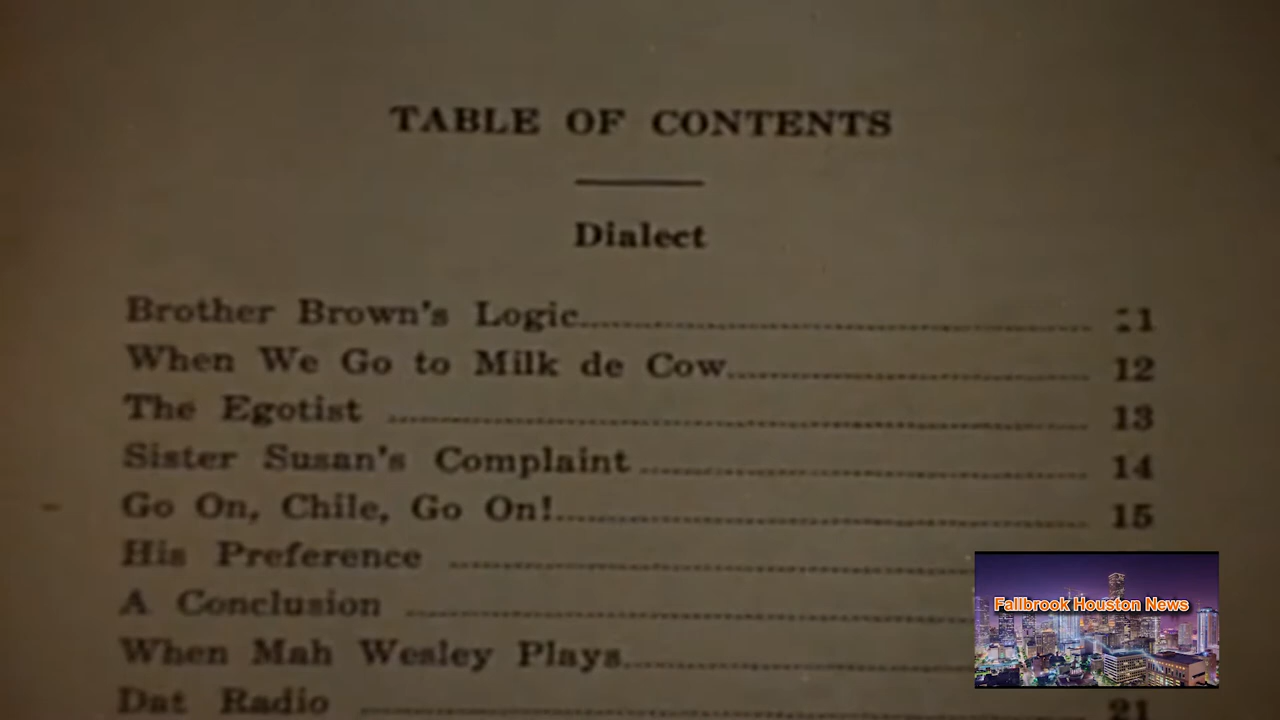 TABLE OF CONTENTS
Dialect
Brother Brown's Logic 11
When We Go to Milk de Cow 12
The Egotist 13
Sister Susan's Complaint 14
Go On, Chile, Go On! 15
His Preference
A Conclusion
When Mah Wesley Plays
Dat Radio 21
Fallbrook Houston News